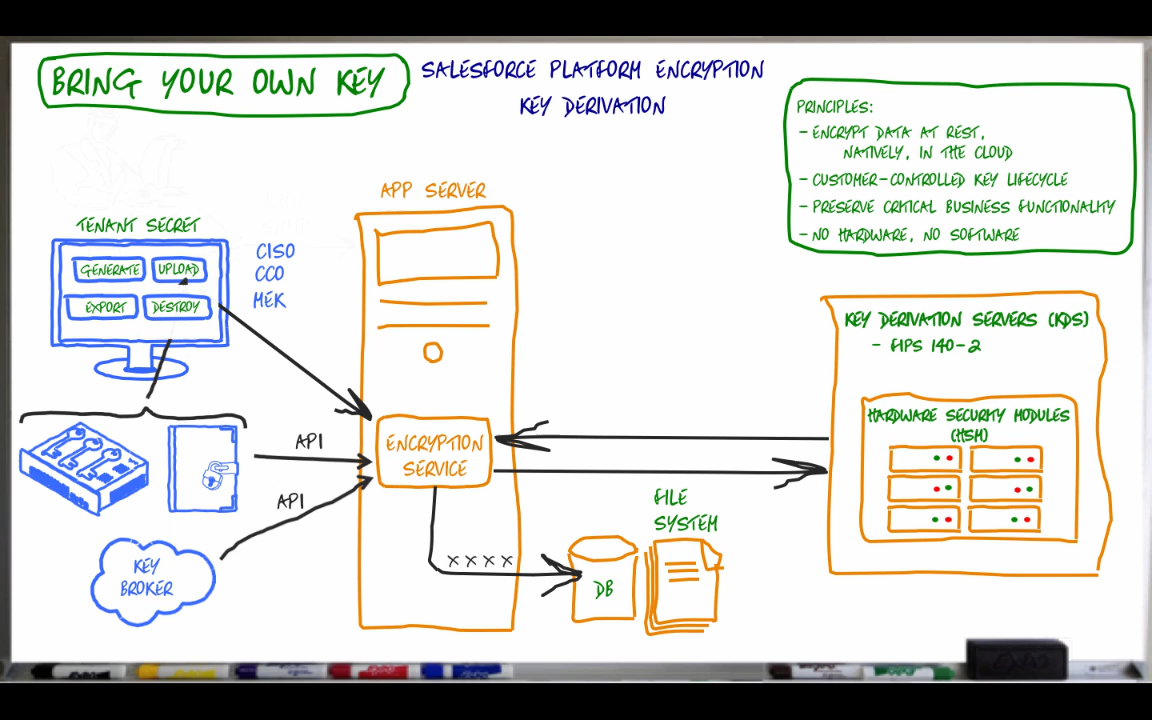 BRING YOUR OWN KEY
SALESFORCE PLATFORM ENCRYPTION
KEY DERIVATION
PRINCIPLES:
- ENCRYPT DATA AT REST,
NATIVELY, IN THE CLOUD
- CUSTOMER-CONTROLLED KEY LIFECYCLE
- PRESERVE CRITICAL BUSINESS FUNCTIONALITY
- NO HARDWARE, NO SOFTWARE
APP SERVER
TENANT SECRET
GENERATE
UPLOAD
EXPORT
DESTROY
CISO
CCO
MEK
KEY DERIVATION SERVERS (KDS)
- FIPS 140-2
HARDWARE SECURITY MODULES
(HSM)
API
ENCRYPTION
SERVICE
API
FILE
SYSTEM
XXXX
DB
KEY
BROKER
EXPO